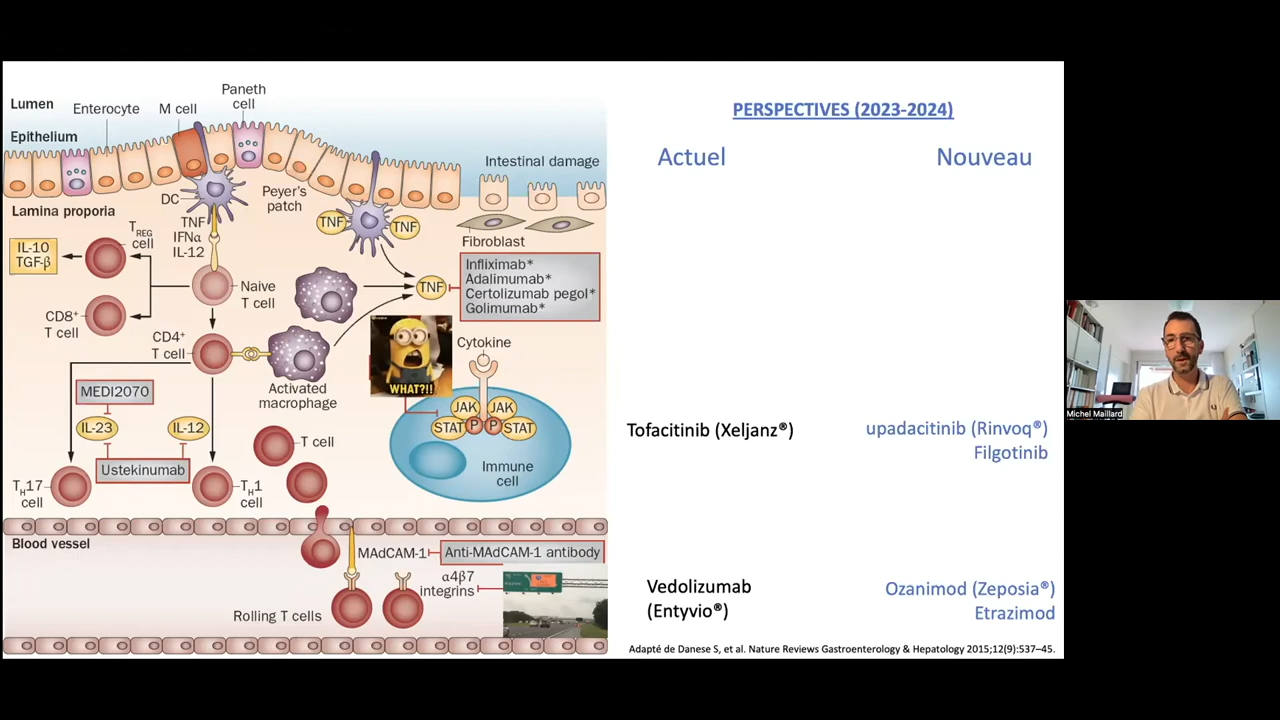 Lumen
Enterocyte
M cell
Paneth
cell
Epithelium
Intestinal damage
DC
Peyer's
patch
Lamina proporia
TNF
IFNα
IL-12
TNF
TNF
Fibroblast
IL-10
TGF-β
TREG
cell
Naive
T cell
TNF
Infliximab*
Adalimumab*
Certolizumab pegol*
Golimumab*
CD8+
T cell
CD4+
T cell
Activated
macrophage
WHAT?!!
Cytokine
MEDI2070
IL-23
IL-12
Ustekinumab
JAK
JAK
STAT
P
P
STAT
Immune
cell
T cell
TH17
cell
TH1
cell
Blood vessel
MAdCAM-1
Anti-MAdCAM-1 antibody
α4β7
integrins
Rolling T cells
PERSPECTIVES (2023-2024)
Actuel
Nouveau
Tofacitinib (Xeljanz®)
upadacitinib (Rinvoq®)
Filgotinib
Vedolizumab
(Entyvio®)
Ozanimod (Zeposia®)
Etrazimod
Adapté de Danese S, et al. Nature Reviews Gastroenterology & Hepatology 2015;12(9):537–45.
Michel Maillard